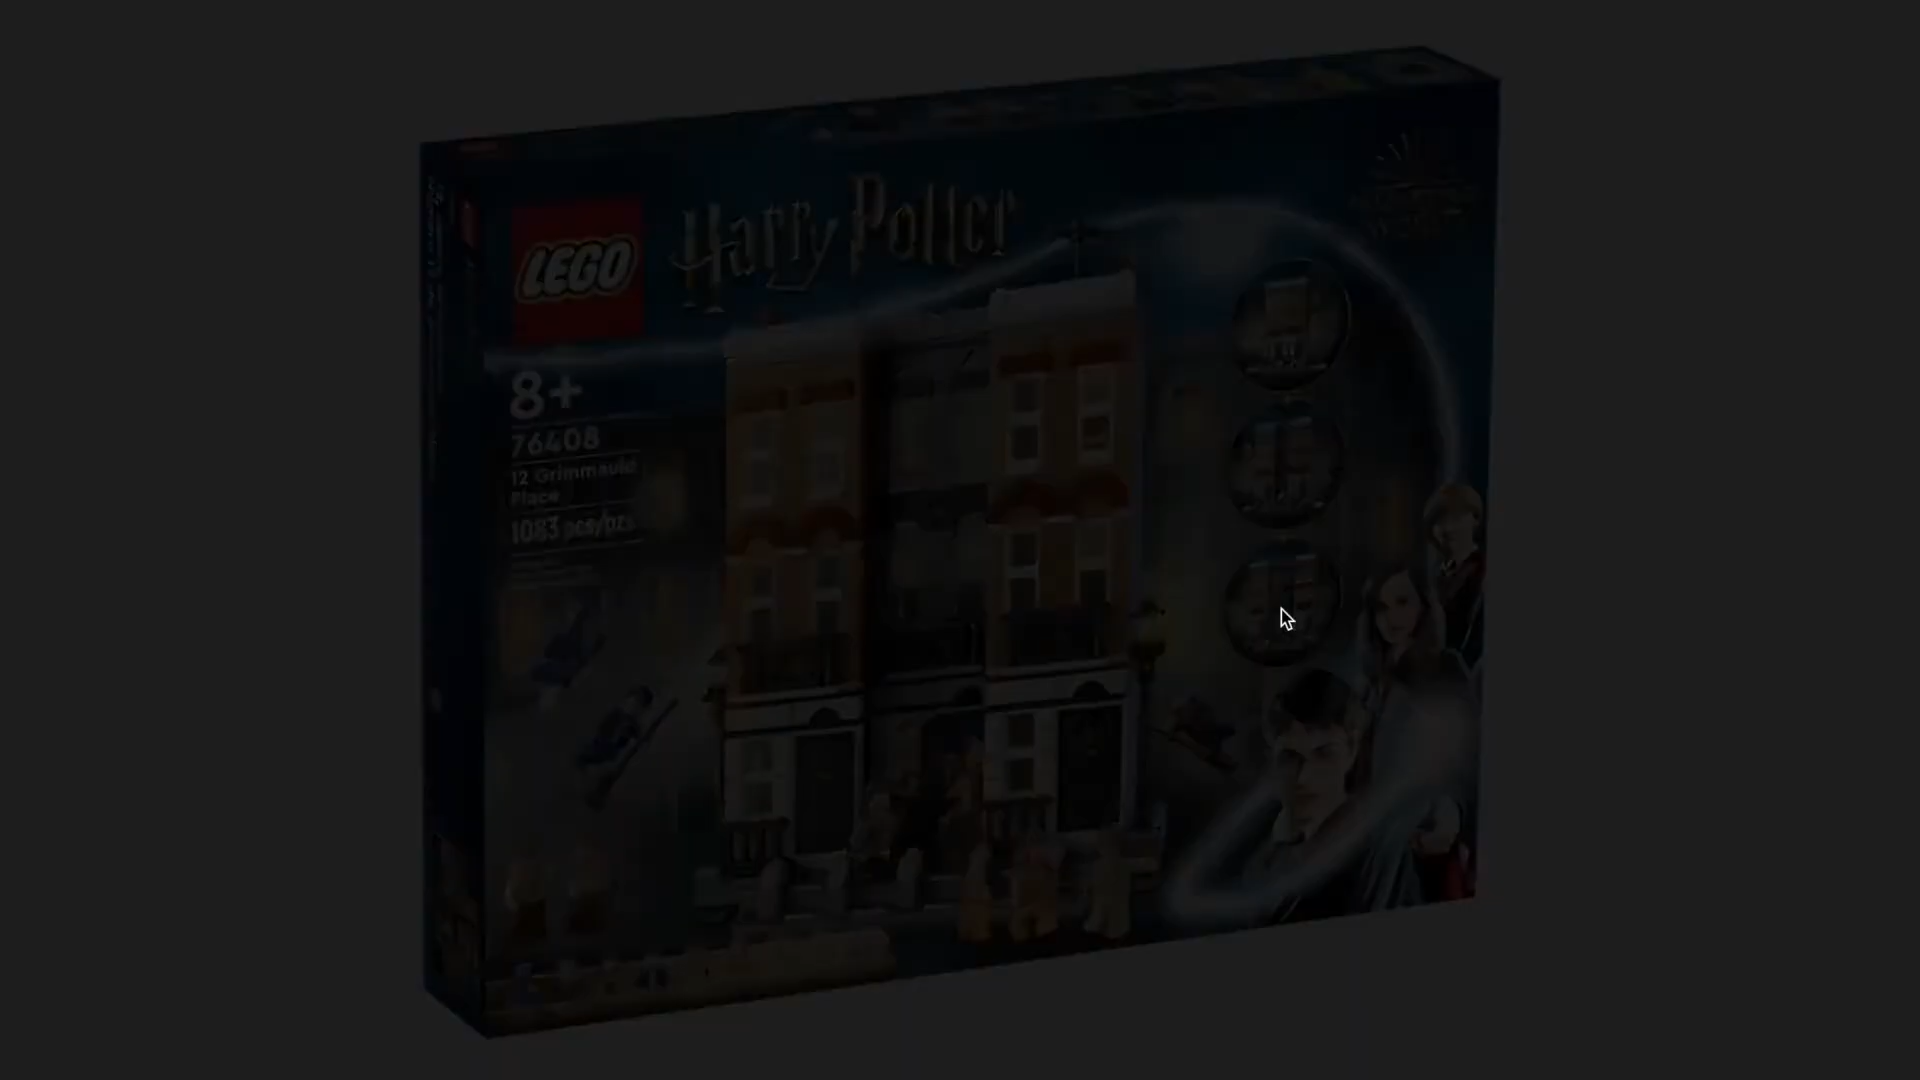 LEGO
Harry Potter
8+
76408
12 Grimmauld
Place
1083 pcs/pzs